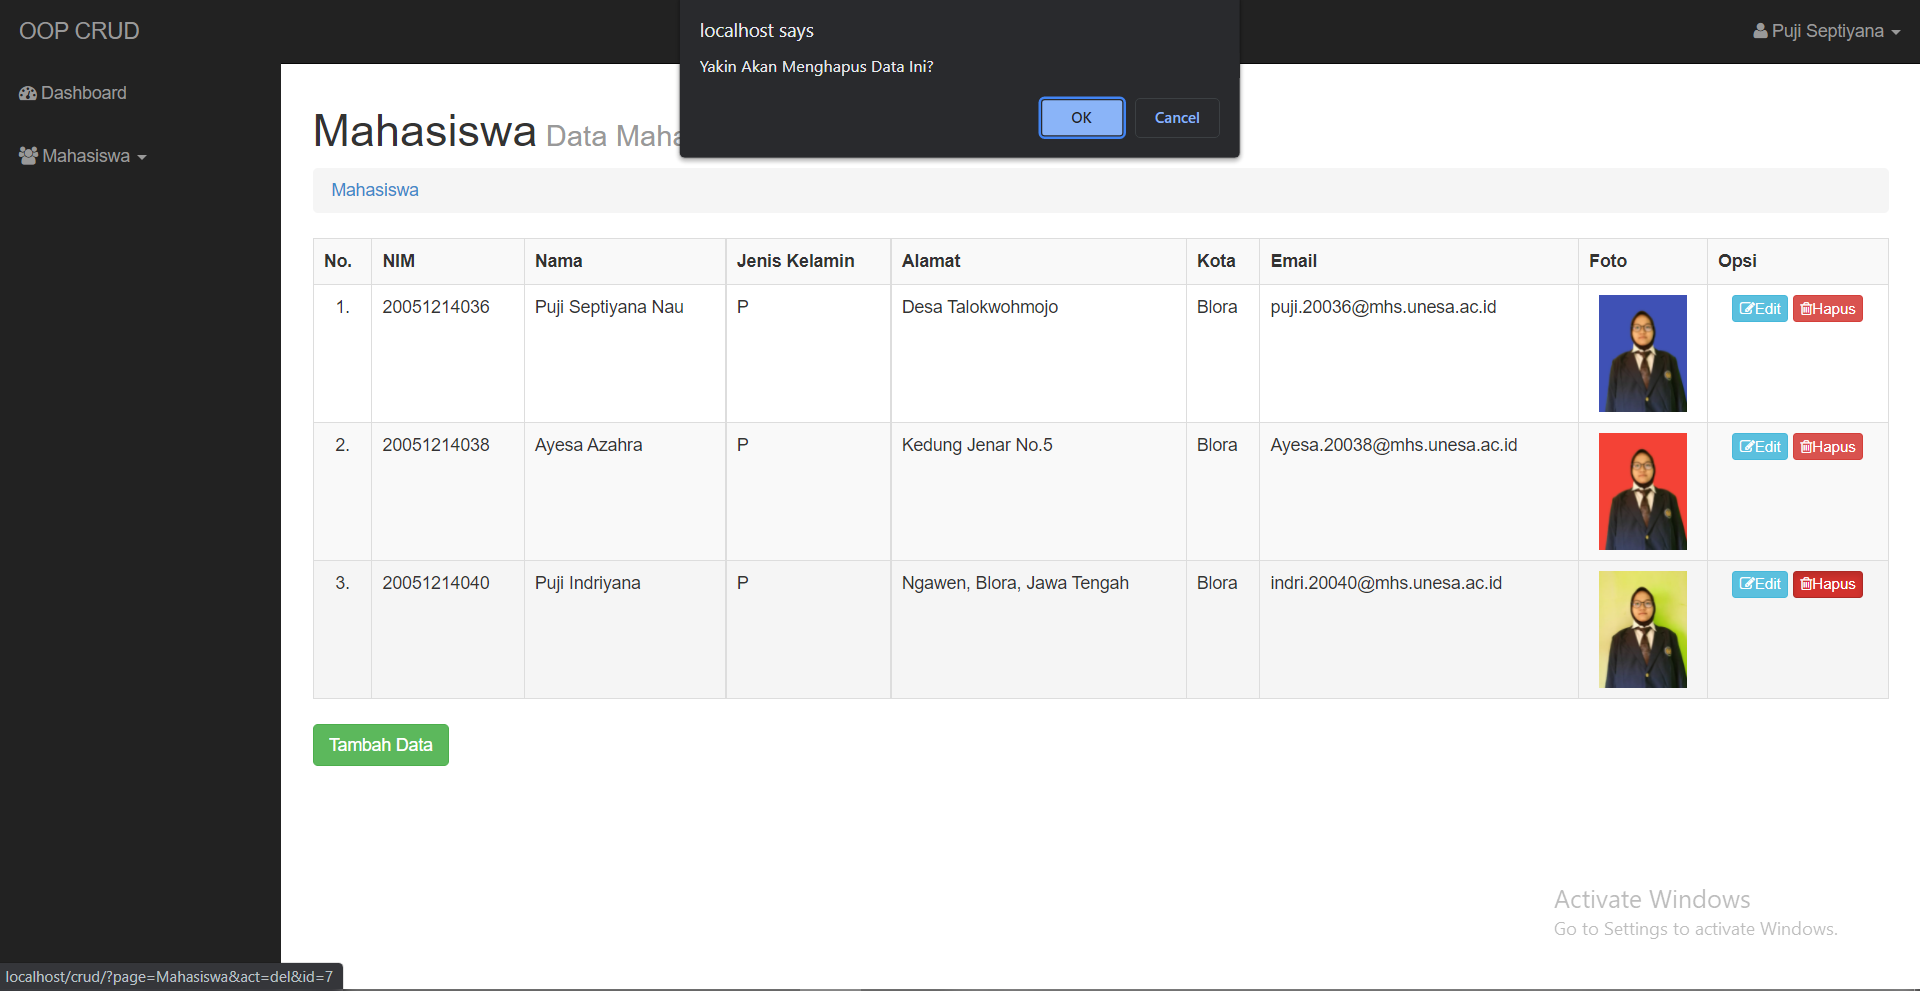 OOP CRUD
Puji Septiyana
localhost says
Yakin Akan Menghapus Data Ini?
OK Cancel
Dashboard
Mahasiswa
Mahasiswa Data Maha
Mahasiswa
No. NIM Nama Jenis Kelamin Alamat Kota Email Foto Opsi
1. 20051214036 Puji Septiyana Nau P Desa Talokwohmojo Blora puji.20036@mhs.unesa.ac.id Edit Hapus
2. 20051214038 Ayesa Azahra P Kedung Jenar No.5 Blora Ayesa.20038@mhs.unesa.ac.id Edit Hapus
3. 20051214040 Puji Indriyana P Ngawen, Blora, Jawa Tengah Blora indri.20040@mhs.unesa.ac.id Edit Hapus
Tambah Data
Activate Windows
Go to Settings to activate Windows.
localhost/crud/?page=Mahasiswa&act=del&id=7